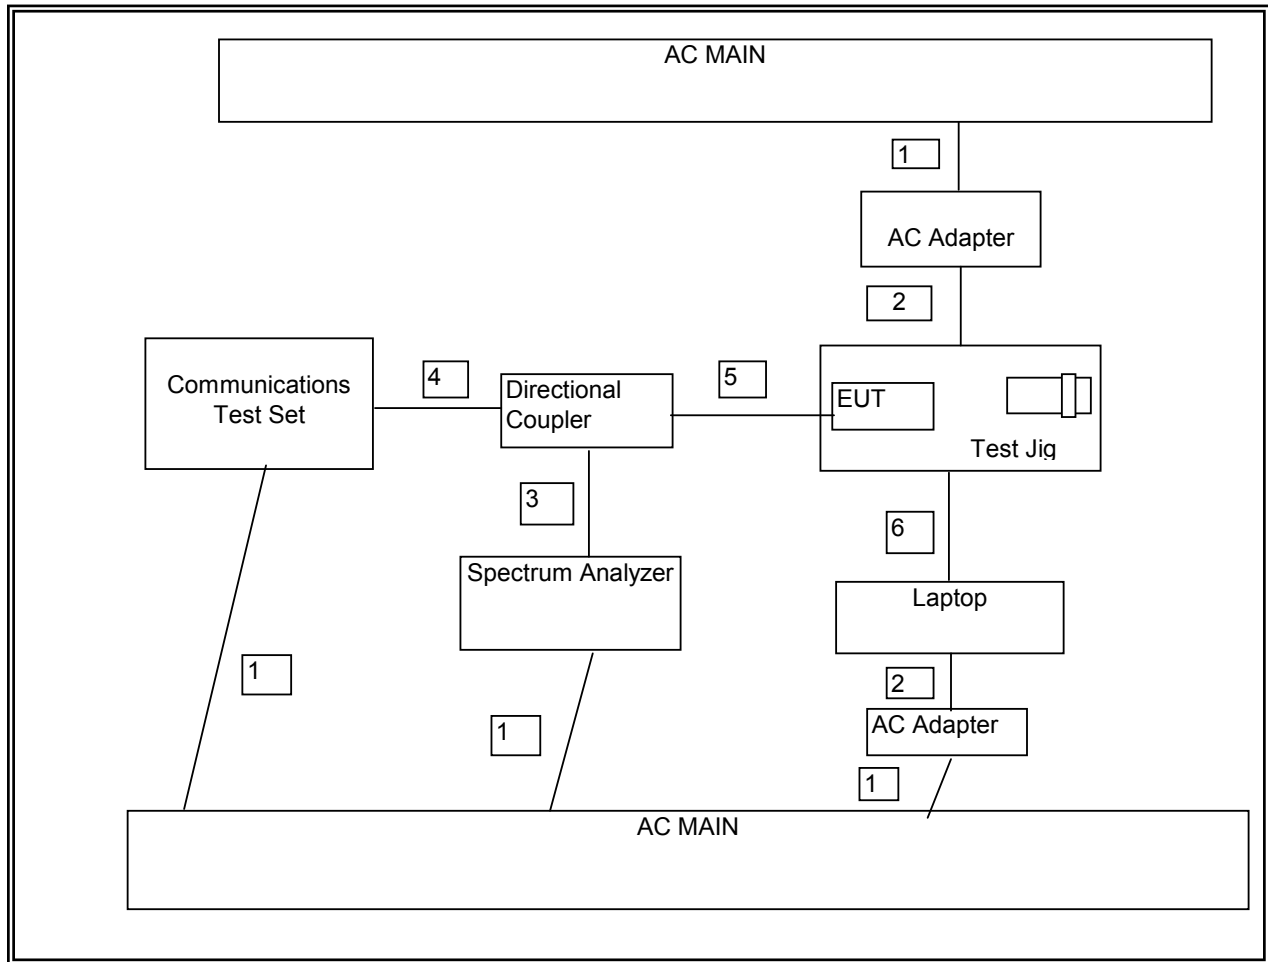 AC MAIN
1
AC Adapter
2
Communications
Test Set
4
Directional
Coupler
5
EUT
Test Jig
3
6
Spectrum Analyzer
Laptop
1
2
1
AC Adapter
1
AC MAIN